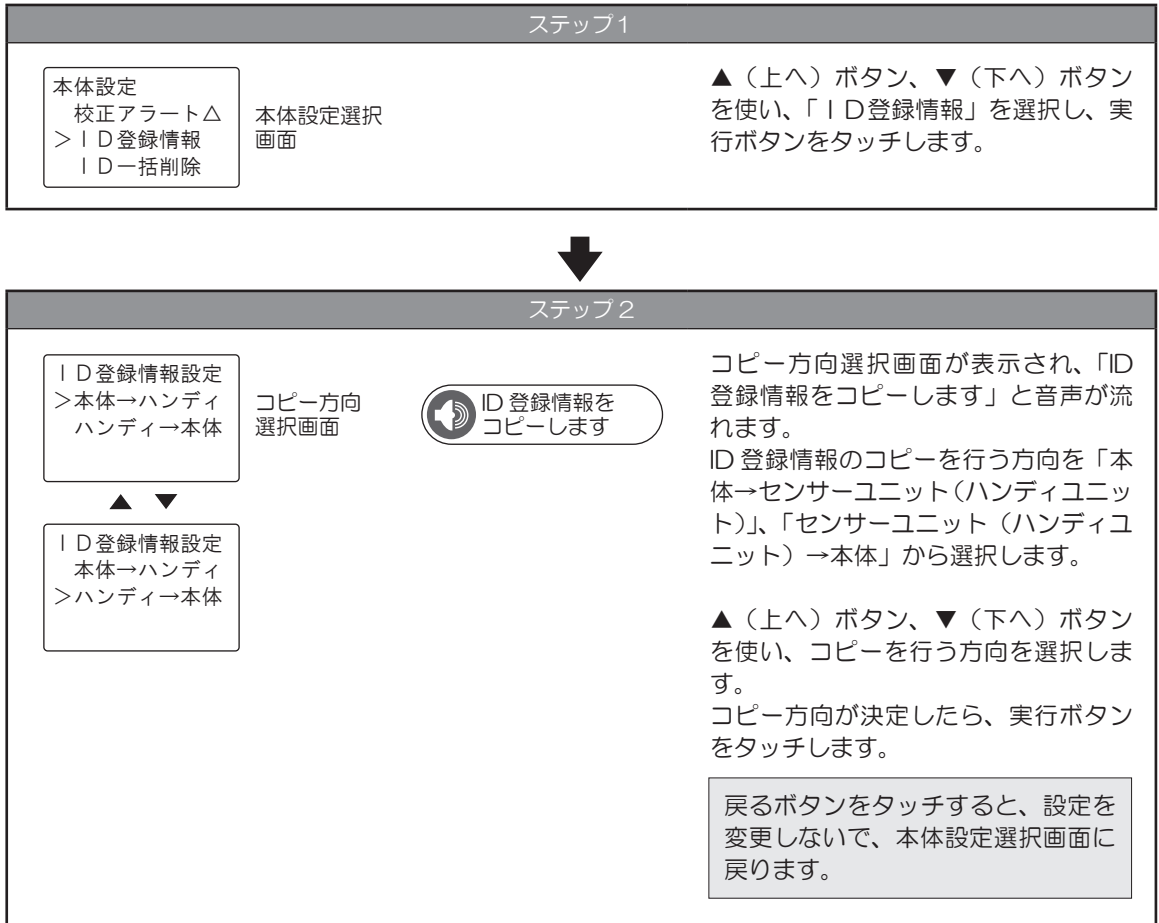 ステップ1
本体設定
校正アラート△
＞ＩＤ登録情報
ＩＤ一括削除
本体設定選択
画面
▲（上へ）ボタン、▼（下へ）ボタン
を使い、「ＩＤ登録情報」を選択し、実
行ボタンをタッチします。
ステップ2
ＩＤ登録情報設定
＞本体→ハンディ
ハンディ→本体
▲ ▼
ＩＤ登録情報設定
本体→ハンディ
＞ハンディ→本体
コピー方向
選択画面
ID 登録情報を
コピーします
コピー方向選択画面が表示され、「ID
登録情報をコピーします」と音声が流
れます。
ID 登録情報のコピーを行う方向を「本
体→センサーユニット（ハンディユニッ
ト）」、「センサーユニット（ハンディユ
ニット）→本体」から選択します。
▲（上へ）ボタン、▼（下へ）ボタン
を使い、コピーを行う方向を選択しま
す。
コピー方向が決定したら、実行ボタン
をタッチします。
戻るボタンをタッチすると、設定を
変更しないで、本体設定選択画面に
戻ります。